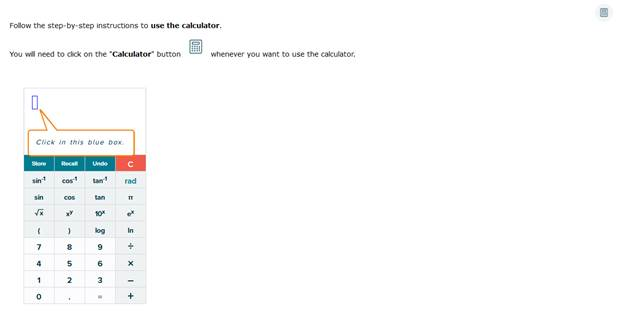 Follow the step-by-step instructions to use the calculator.
You will need to click on the "Calculator" button whenever you want to use the calculator.
Click in this blue box.
Store Recall Undo C
sin-1 cos-1 tan-1 rad
sin cos tan π
√x xy 10x ex
( ) log ln
7 8 9 ÷
4 5 6 ×
1 2 3 −
0 . = +